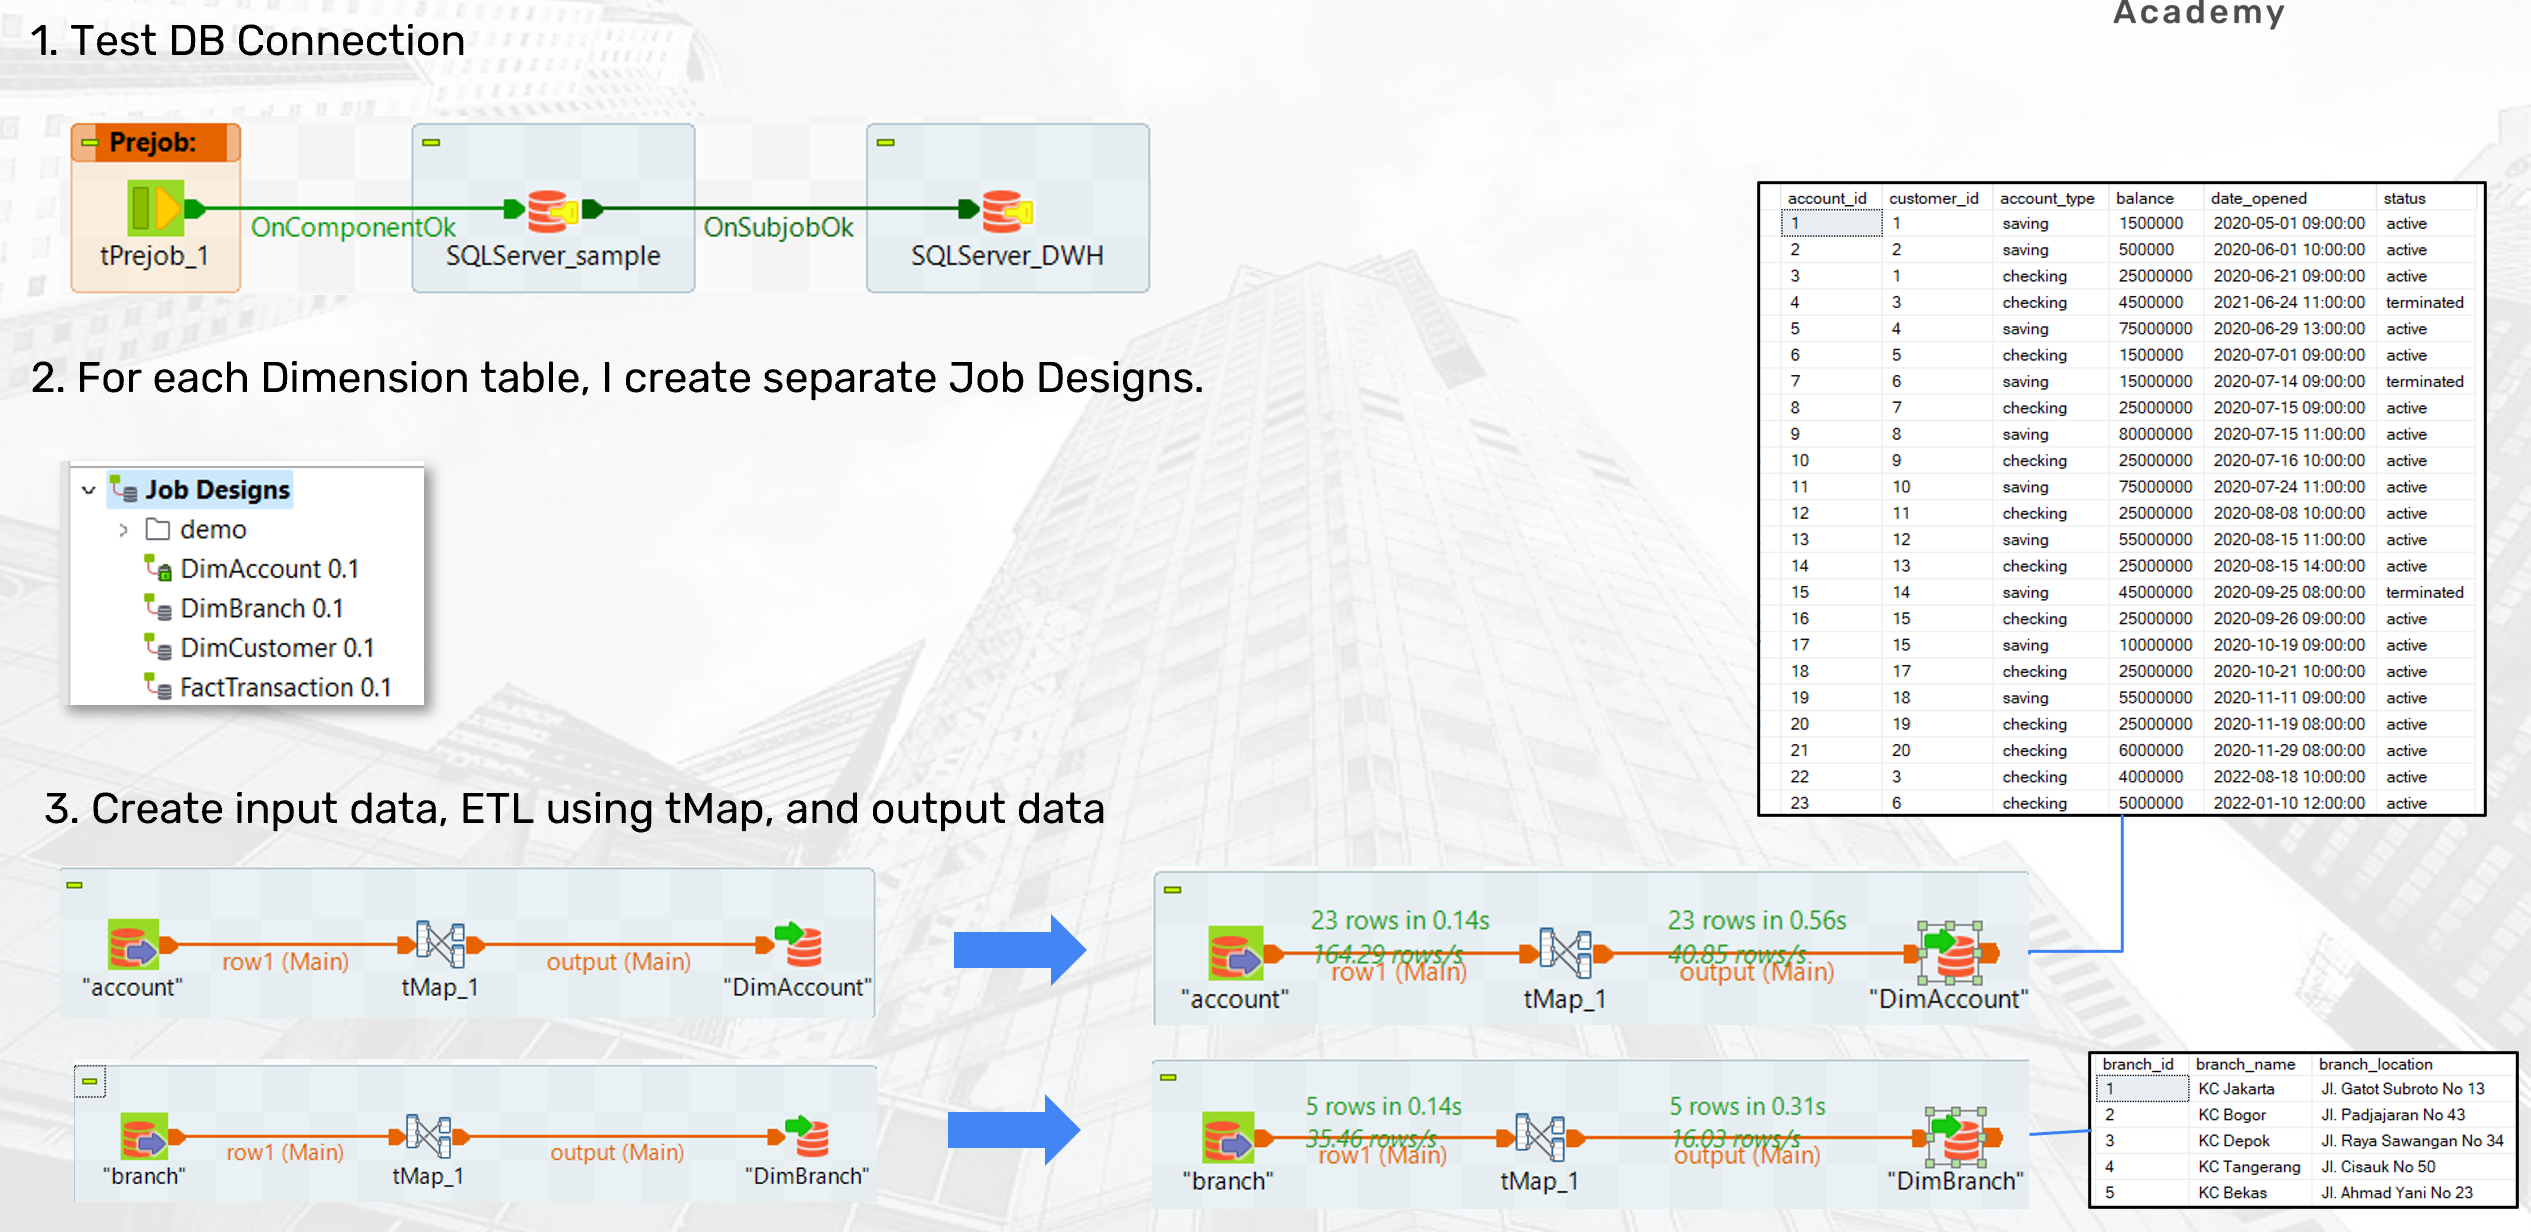 Academy
1. Test DB Connection
Prejob:
OnComponentOk
OnSubjobOk
tPrejob_1
SQLServer_sample
SQLServer_DWH
2. For each Dimension table, I create separate Job Designs.
Job Designs
demo
DimAccount 0.1
DimBranch 0.1
DimCustomer 0.1
FactTransaction 0.1
account_id customer_id account_type balance date_opened status
1 1 saving 1500000 2020-05-01 09:00:00 active
2 2 saving 500000 2020-06-01 10:00:00 active
3 1 checking 25000000 2020-06-21 09:00:00 active
4 3 checking 4500000 2021-06-24 11:00:00 terminated
5 4 saving 75000000 2020-06-29 13:00:00 active
6 5 checking 1500000 2020-07-01 09:00:00 active
7 6 saving 15000000 2020-07-14 09:00:00 terminated
8 7 checking 25000000 2020-07-15 09:00:00 active
9 8 saving 80000000 2020-07-15 11:00:00 active
10 9 checking 25000000 2020-07-16 10:00:00 active
11 10 saving 75000000 2020-07-24 11:00:00 active
12 11 checking 25000000 2020-08-08 10:00:00 active
13 12 saving 55000000 2020-08-15 11:00:00 active
14 13 checking 25000000 2020-08-15 14:00:00 active
15 14 saving 45000000 2020-09-25 08:00:00 terminated
16 15 checking 25000000 2020-09-26 09:00:00 active
17 15 saving 10000000 2020-10-19 09:00:00 active
18 17 checking 25000000 2020-10-21 10:00:00 active
19 18 saving 55000000 2020-11-11 09:00:00 active
20 19 checking 25000000 2020-11-19 08:00:00 active
21 20 checking 6000000 2020-11-29 08:00:00 active
22 3 checking 4000000 2022-08-18 10:00:00 active
23 6 checking 5000000 2022-01-10 12:00:00 active
3. Create input data, ETL using tMap, and output data
row1 (Main)
output (Main)
"account"
tMap_1
"DimAccount"
23 rows in 0.14s
164.29 rows/s
row1 (Main)
23 rows in 0.56s
40.85 rows/s
output (Main)
"account"
tMap_1
"DimAccount"
row1 (Main)
output (Main)
"branch"
tMap_1
"DimBranch"
5 rows in 0.14s
35.46 rows/s
row1 (Main)
5 rows in 0.31s
16.03 rows/s
output (Main)
"branch"
tMap_1
"DimBranch"
branch_id branch_name branch_location
1 KC Jakarta Jl. Gatot Subroto No 13
2 KC Bogor Jl. Padjajaran No 43
3 KC Depok Jl. Raya Sawangan No 34
4 KC Tangerang Jl. Cisauk No 50
5 KC Bekas Jl. Ahmad Yani No 23